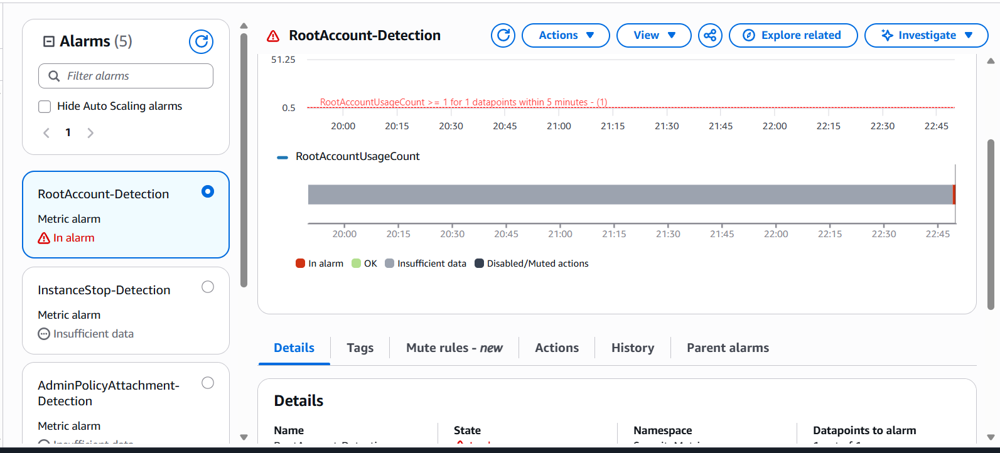 Alarms (5)
Filter alarms
Hide Auto Scaling alarms
1
RootAccount-Detection
Metric alarm
In alarm
InstanceStop-Detection
Metric alarm
Insufficient data
AdminPolicyAttachment-
Detection
Metric alarm
Insufficient data
RootAccount-Detection
Actions
View
Explore related
Investigate
51.25
RootAccountUsageCount >= 1 for 1 datapoints within 5 minutes - (1)
0.5
20:00 20:15 20:30 20:45 21:00 21:15 21:30 21:45 22:00 22:15 22:30 22:45
RootAccountUsageCount
20:00 20:15 20:30 20:45 21:00 21:15 21:30 21:45 22:00 22:15 22:30 22:45
In alarm OK Insufficient data Disabled/Muted actions
Details Tags Mute rules - new Actions History Parent alarms
Details
Name State Namespace Datapoints to alarm